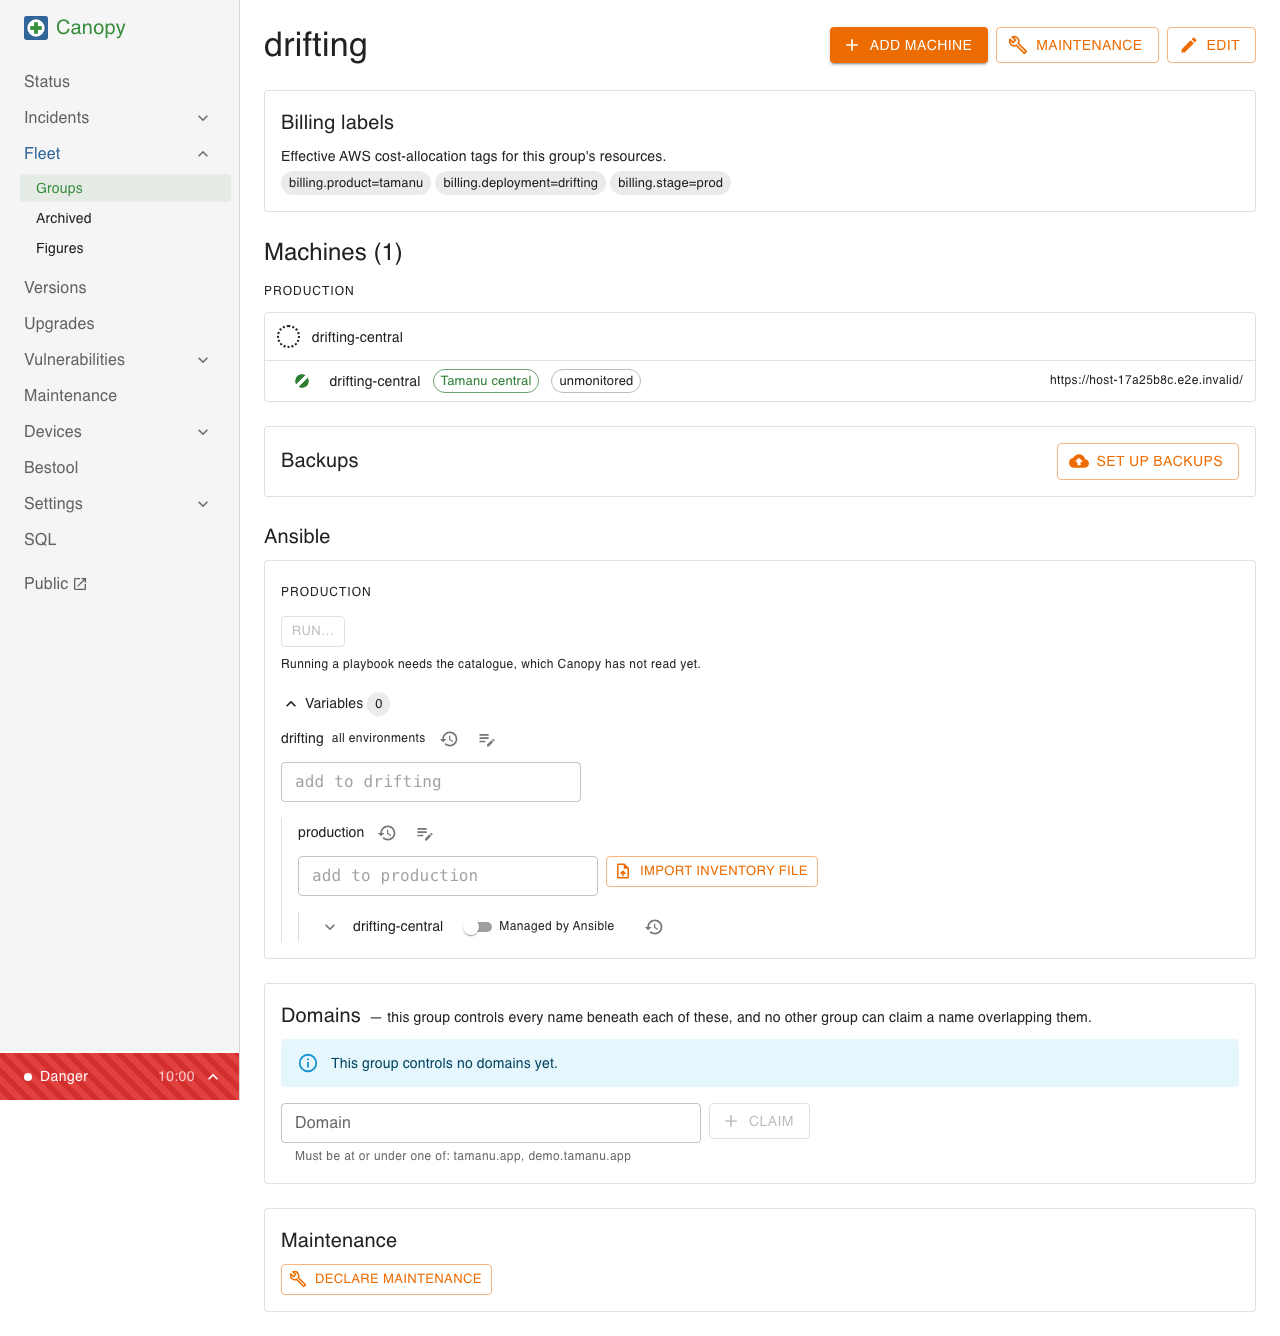 Canopy
Status
Incidents
Fleet
Groups
Archived
Figures
Versions
Upgrades
Vulnerabilities
Maintenance
Devices
Bestool
Settings
SQL
Public
Danger 10:00
drifting
ADD MACHINE
MAINTENANCE
EDIT
Billing labels
Effective AWS cost-allocation tags for this group's resources.
billing.product=tamanu billing.deployment=drifting billing.stage=prod
Machines (1)
PRODUCTION
drifting-central
drifting-central Tamanu central unmonitored https://host-17a25b8c.e2e.invalid/
Backups
SET UP BACKUPS
Ansible
PRODUCTION
RUN...
Running a playbook needs the catalogue, which Canopy has not read yet.
Variables 0
drifting all environments
add to drifting
production
add to production
IMPORT INVENTORY FILE
drifting-central Managed by Ansible
Domains — this group controls every name beneath each of these, and no other group can claim a name overlapping them.
This group controls no domains yet.
Domain
CLAIM
Must be at or under one of: tamanu.app, demo.tamanu.app
Maintenance
DECLARE MAINTENANCE